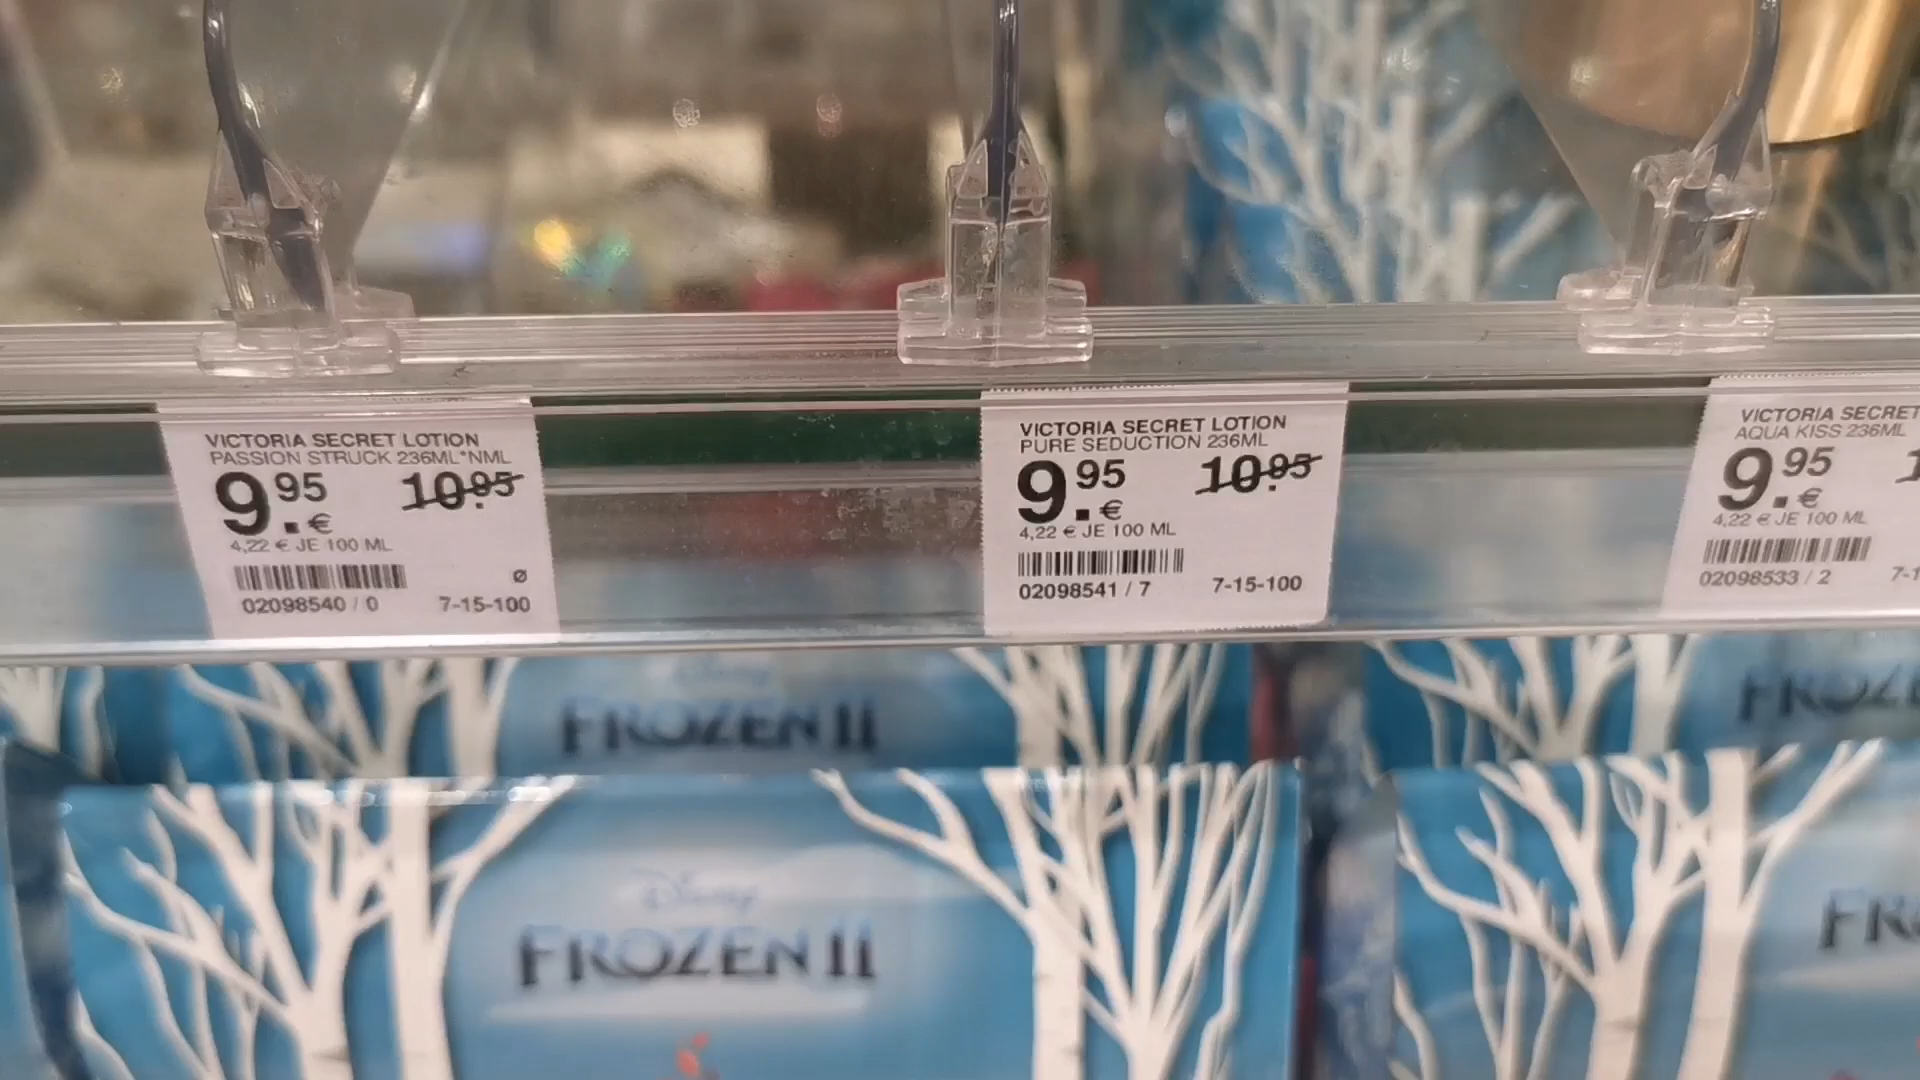 VICTORIA SECRET LOTION
PASSION STRUCK 236ML*NML
9.95 € 10.95
4,22 € JE 100 ML
Ø
02098540 / 0 7-15-100
VICTORIA SECRET LOTION
PURE SEDUCTION 236ML
9.95 € 10.95
4,22 € JE 100 ML
02098541 / 7 7-15-100
VICTORIA SECRET
AQUA KISS 236ML
9.95 €
4,22 € JE 100 ML
02098533 / 2 7-1
Disney
FROZEN II
Disney
FROZEN II